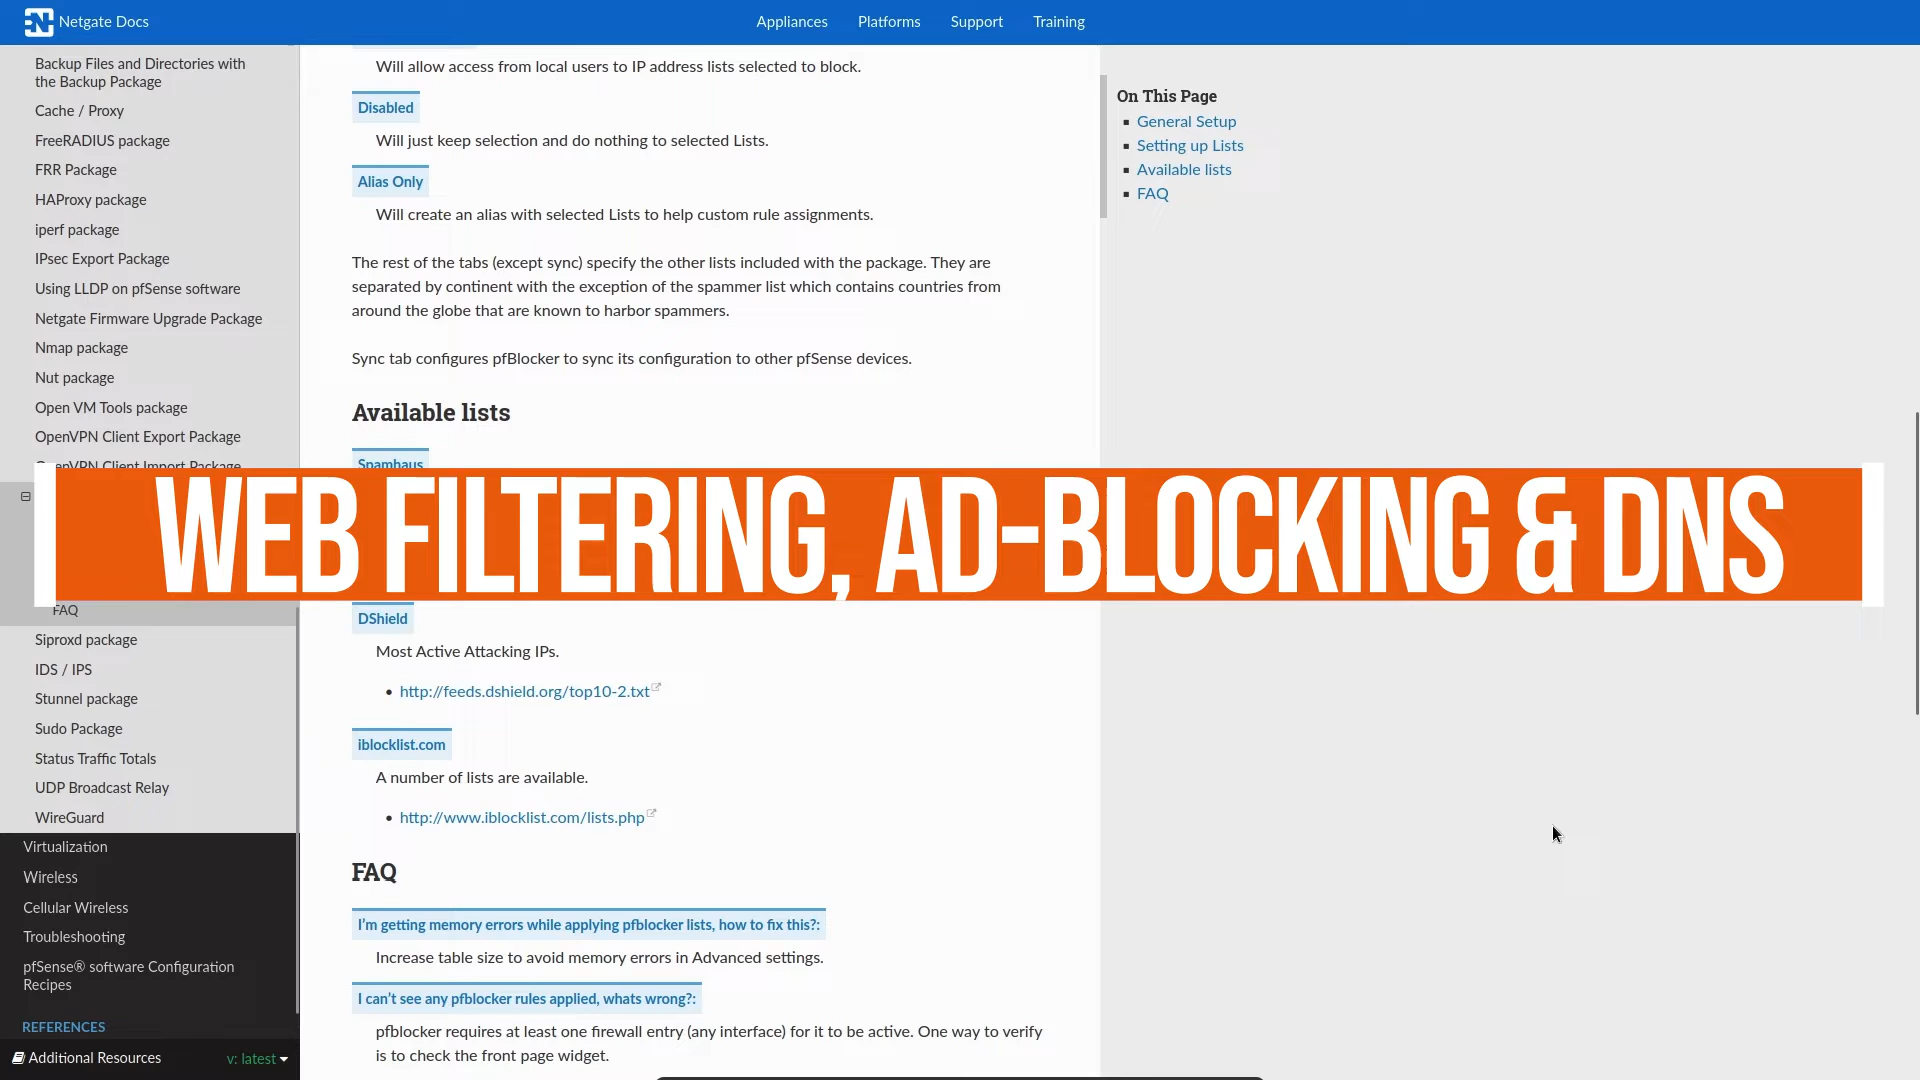 Netgate Docs
Appliances
Platforms
Support
Training
Backup Files and Directories with
the Backup Package
Cache / Proxy
FreeRADIUS package
FRR Package
HAProxy package
iperf package
IPsec Export Package
Using LLDP on pfSense software
Netgate Firmware Upgrade Package
Nmap package
Nut package
Open VM Tools package
OpenVPN Client Export Package
OpenVPN Client Import Package
FAQ
Siproxd package
IDS / IPS
Stunnel package
Sudo Package
Status Traffic Totals
UDP Broadcast Relay
WireGuard
Virtualization
Wireless
Cellular Wireless
Troubleshooting
pfSense® software Configuration
Recipes
REFERENCES
Additional Resources
v: latest
Will allow access from local users to IP address lists selected to block.
Disabled
Will just keep selection and do nothing to selected Lists.
Alias Only
Will create an alias with selected Lists to help custom rule assignments.
The rest of the tabs (except sync) specify the other lists included with the package. They are
separated by continent with the exception of the spammer list which contains countries from
around the globe that are known to harbor spammers.
Sync tab configures pfBlocker to sync its configuration to other pfSense devices.
Available lists
Spamhaus
WEB FILTERING, AD-BLOCKING & DNS
DShield
Most Active Attacking IPs.
• http://feeds.dshield.org/top10-2.txt
iblocklist.com
A number of lists are available.
• http://www.iblocklist.com/lists.php
FAQ
I'm getting memory errors while applying pfblocker lists, how to fix this?:
Increase table size to avoid memory errors in Advanced settings.
I can't see any pfblocker rules applied, whats wrong?:
pfblocker requires at least one firewall entry (any interface) for it to be active. One way to verify
is to check the front page widget.
On This Page
General Setup
Setting up Lists
Available lists
FAQ